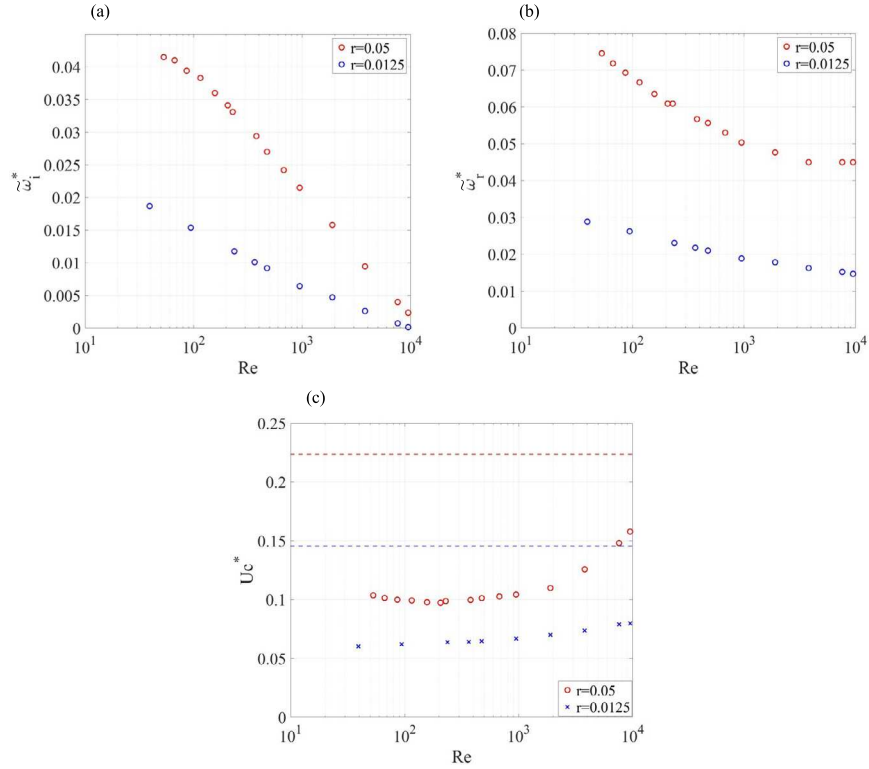 (a)
r=0.05
r=0.0125
0.04
0.035
0.03
0.025
0.02
0.015
0.01
0.005
0
ω̃ᵢ*
10¹
10²
10³
10⁴
Re
(b)
r=0.05
r=0.0125
0.08
0.07
0.06
0.05
0.04
0.03
0.02
0.01
0
ω̃ᵣ*
10¹
10²
10³
10⁴
Re
(c)
0.25
0.2
0.15
0.1
0.05
0
Uc*
r=0.05
r=0.0125
10¹
10²
10³
10⁴
Re